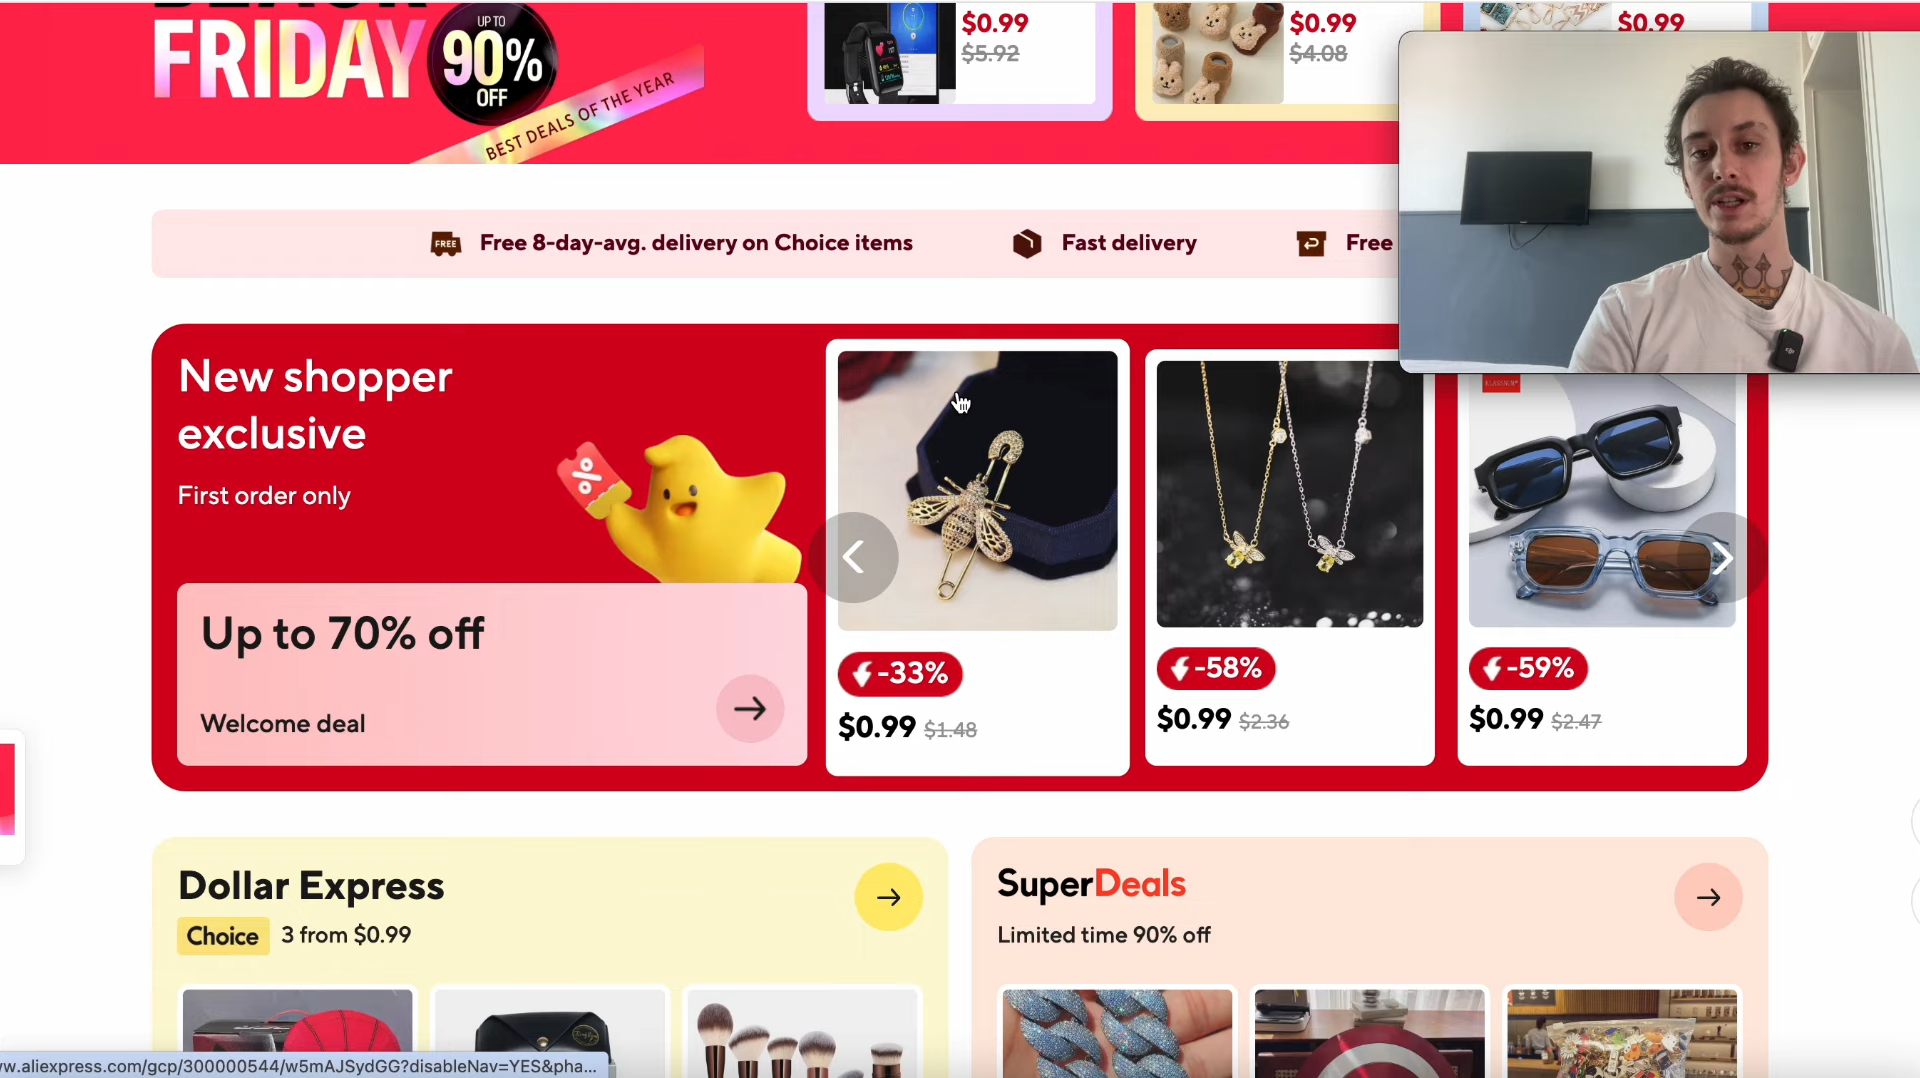 FRIDAY
UP TO
90%
OFF
BEST DEALS OF THE YEAR
$0.99
$5.92
$0.99
$4.08
$0.99
FREE
Free 8-day-avg. delivery on Choice items
Fast delivery
Free
New shopper
exclusive
First order only
%
Up to 70% off
Welcome deal
-33%
$0.99 $1.48
-58%
$0.99 $2.36
-59%
$0.99 $2.47
Dollar Express
Choice
3 from $0.99
SuperDeals
Limited time 90% off
w.aliexpress.com/gcp/300000544/w5mAJSydGG?disableNav=YES&pha...